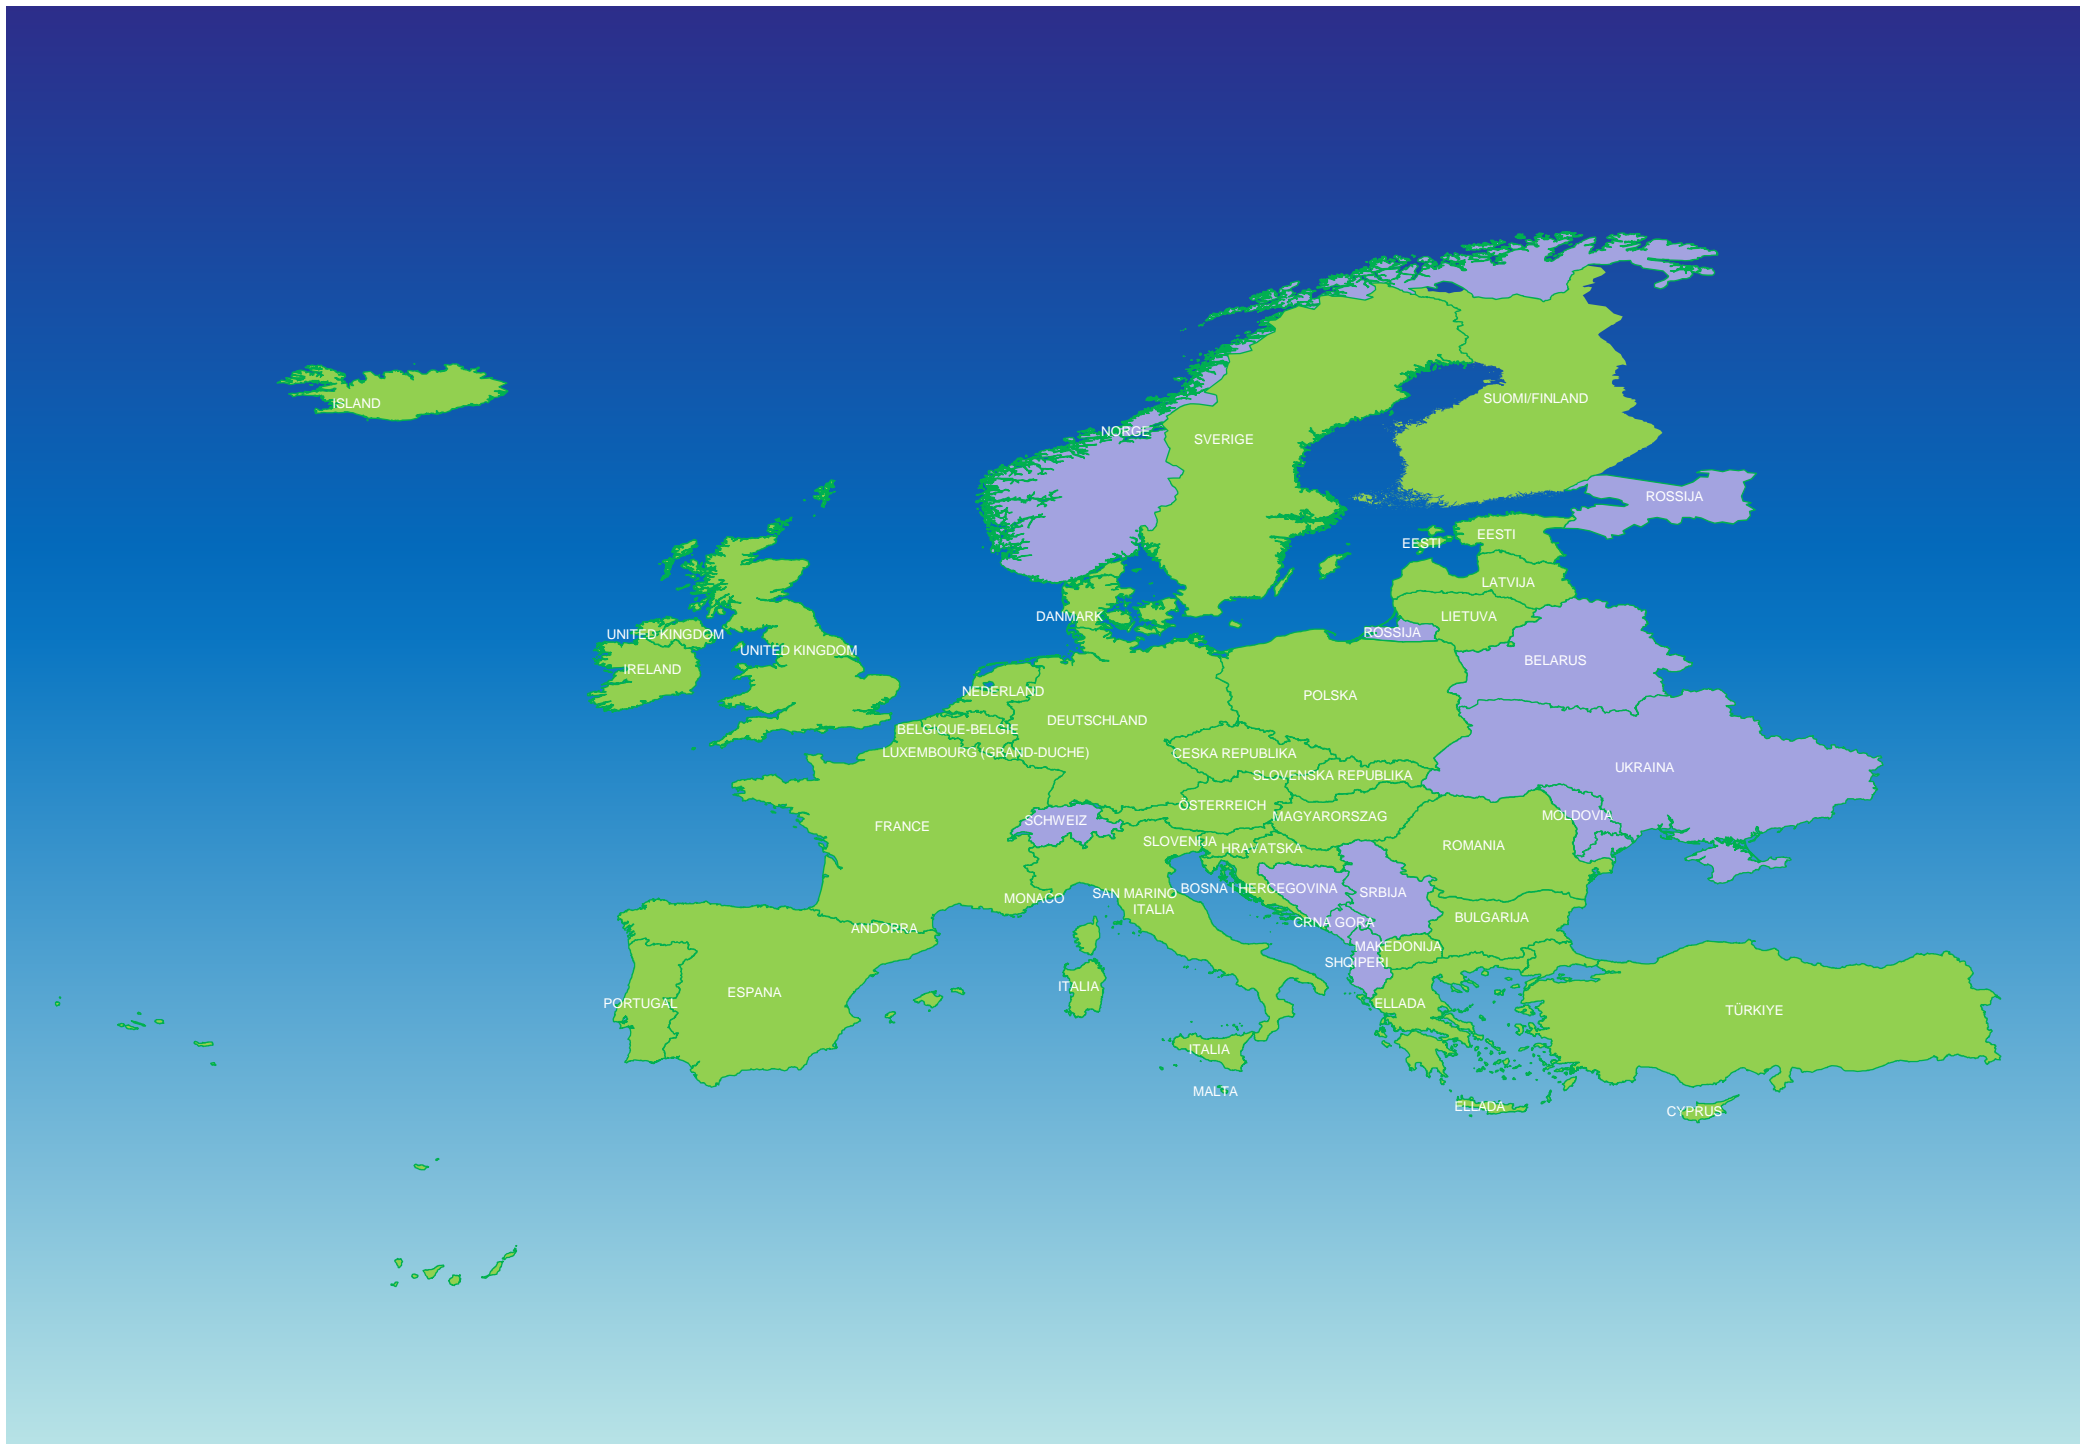 ISLAND
SUOMI/FINLAND
NORGE
SVERIGE
ROSSIJA
EESTI
EESTI
LATVIJA
DANMARK
LIETUVA
ROSSIJA
UNITED KINGDOM
UNITED KINGDOM
BELARUS
IRELAND
NEDERLAND
POLSKA
DEUTSCHLAND
BELGIQUE-BELGIE
LUXEMBOURG (GRAND-DUCHE)
CESKA REPUBLIKA
UKRAINA
SLOVENSKA REPUBLIKA
ÖSTERREICH
MOLDOVIA
MAGYARORSZAG
SCHWEIZ
FRANCE
SLOVENIJA
ROMANIA
HRAVATSKA
BOSNA I HERCEGOVINA
SAN MARINO
SRBIJA
MONACO
ITALIA
BULGARIJA
CRNA GORA
ANDORRA
MAKEDONIJA
SHQIPERI
ITALIA
ESPANA
PORTUGAL
ELLADA
TÜRKIYE
ITALIA
MALTA
ELLADA
CYPRUS